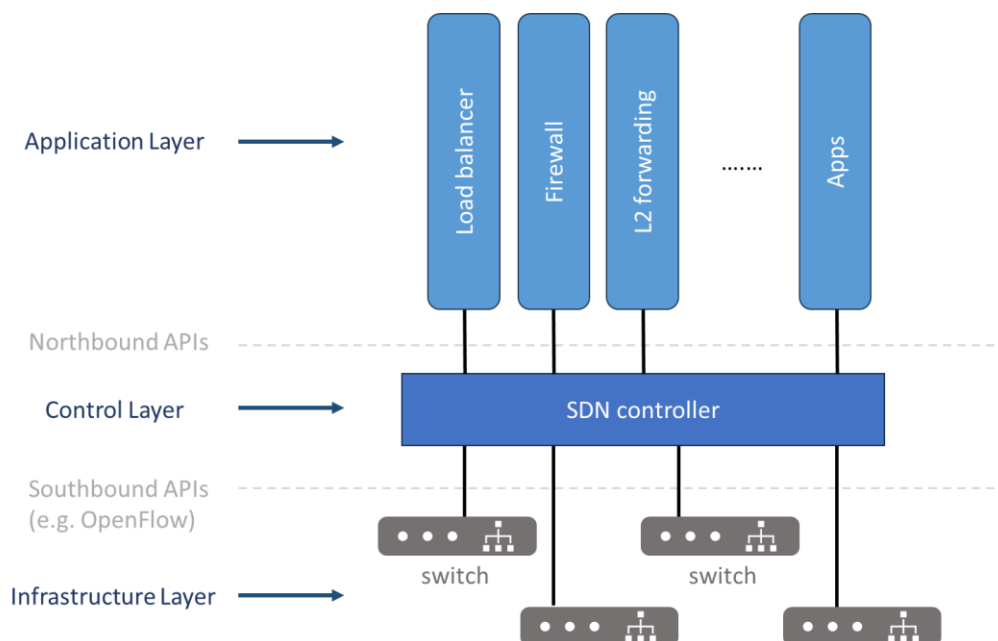 Application Layer
Load balancer
Firewall
L2 forwarding
.......
Apps
Northbound APIs
Control Layer
SDN controller
Southbound APIs
(e.g. OpenFlow)
switch
switch
Infrastructure Layer